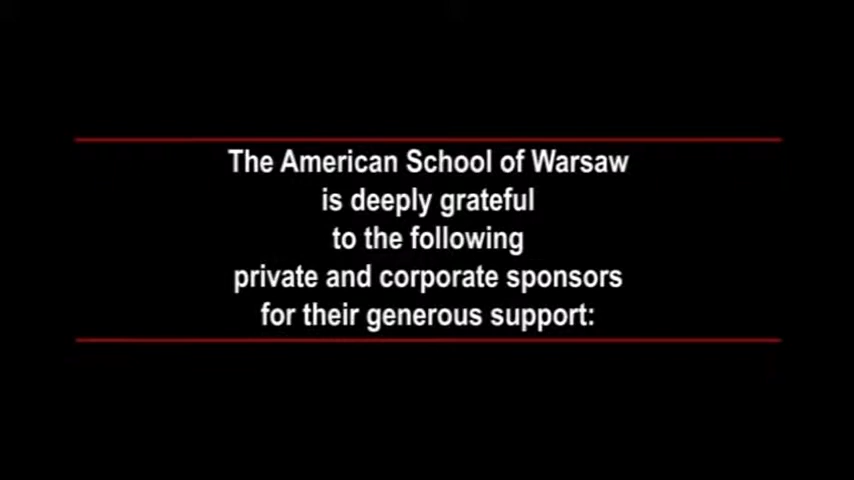 The American School of Warsaw
is deeply grateful
to the following
private and corporate sponsors
for their generous support: